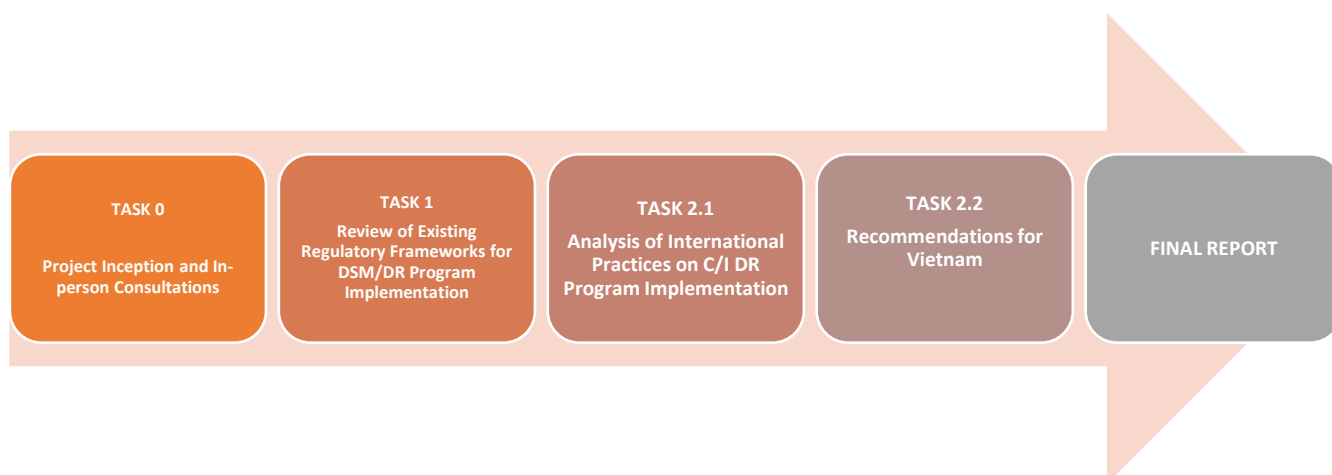 TASK 0
Project Inception and In-
person Consultations
TASK 1
Review of Existing
Regulatory Frameworks for
DSM/DR Program
Implementation
TASK 2.1
Analysis of International
Practices on C/I DR
Program Implementation
TASK 2.2
Recommendations for
Vietnam
FINAL REPORT